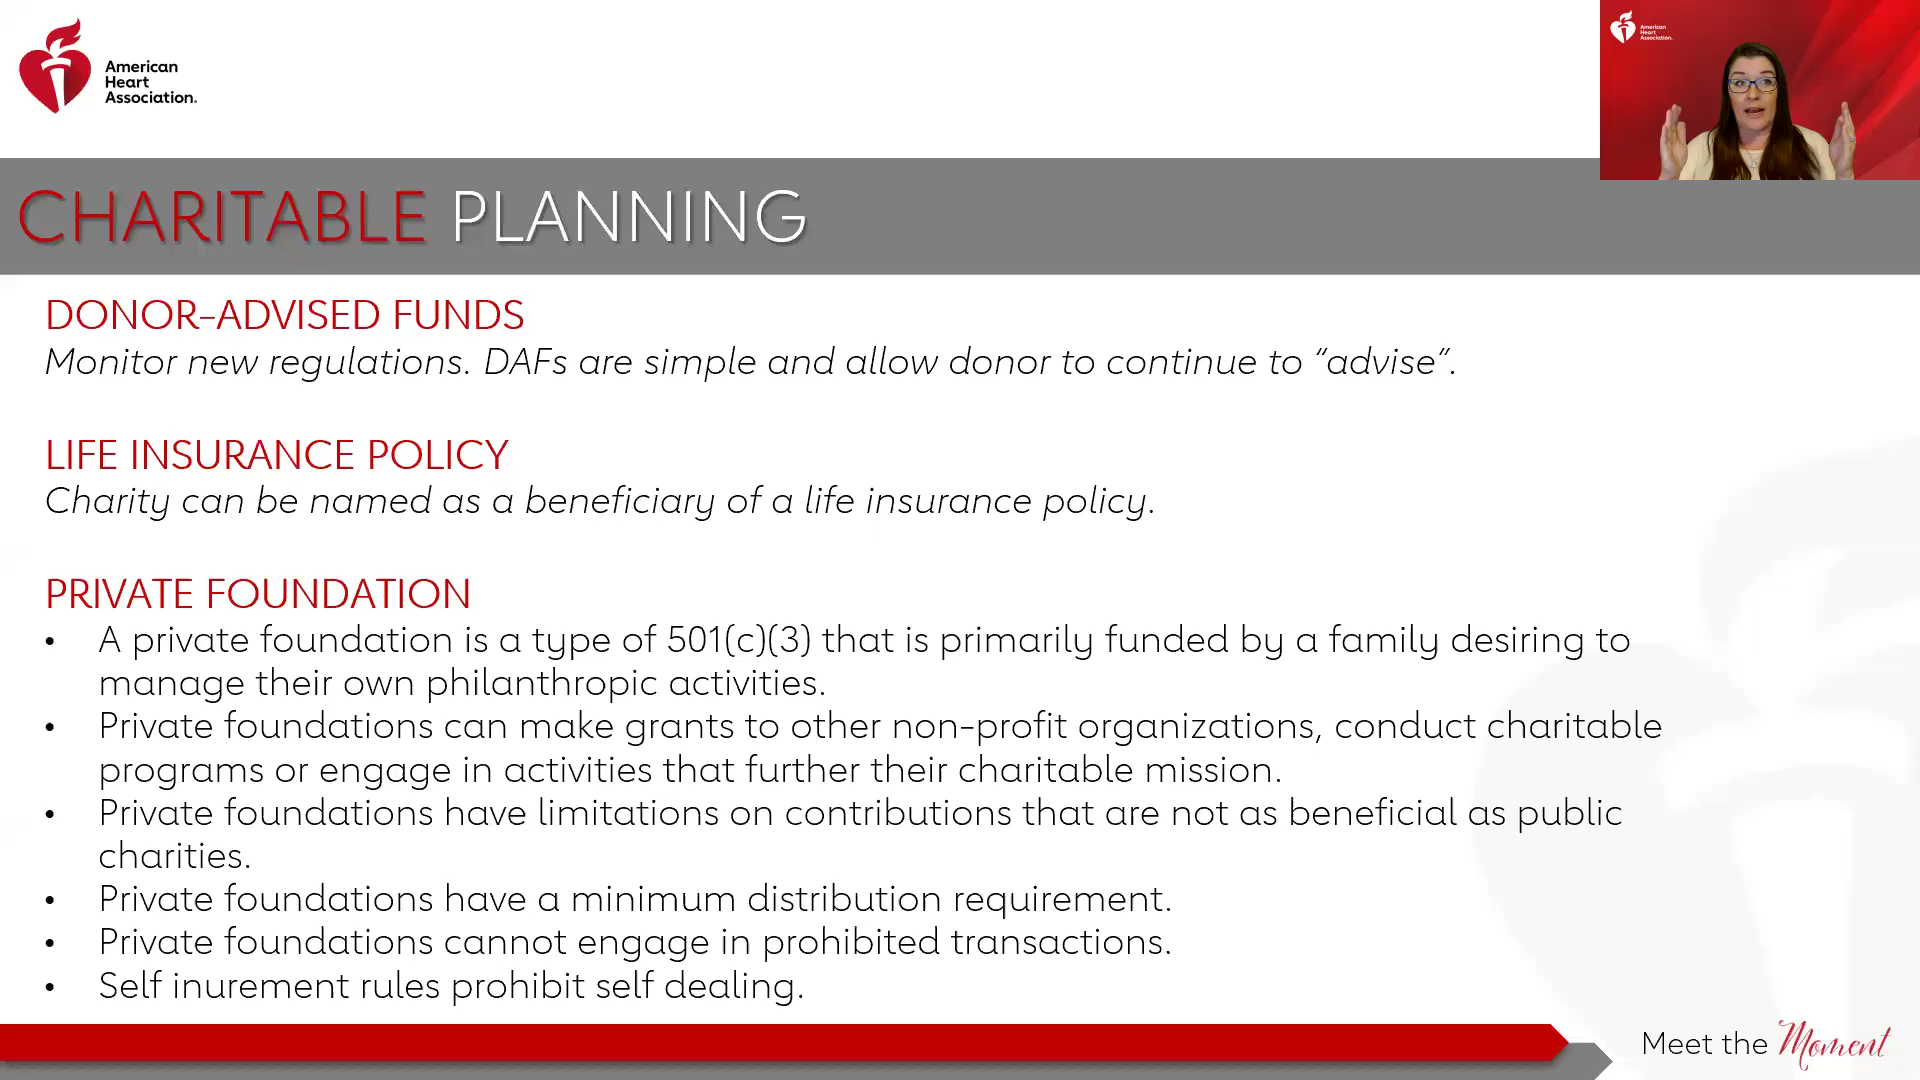 American
Heart
Association.
American
Heart
Association.
CHARITABLE PLANNING
DONOR-ADVISED FUNDS
Monitor new regulations. DAFs are simple and allow donor to continue to “advise”.
LIFE INSURANCE POLICY
Charity can be named as a beneficiary of a life insurance policy.
PRIVATE FOUNDATION
• A private foundation is a type of 501(c)(3) that is primarily funded by a family desiring to
manage their own philanthropic activities.
• Private foundations can make grants to other non-profit organizations, conduct charitable
programs or engage in activities that further their charitable mission.
• Private foundations have limitations on contributions that are not as beneficial as public
charities.
• Private foundations have a minimum distribution requirement.
• Private foundations cannot engage in prohibited transactions.
• Self inurement rules prohibit self dealing.
Meet the Moment